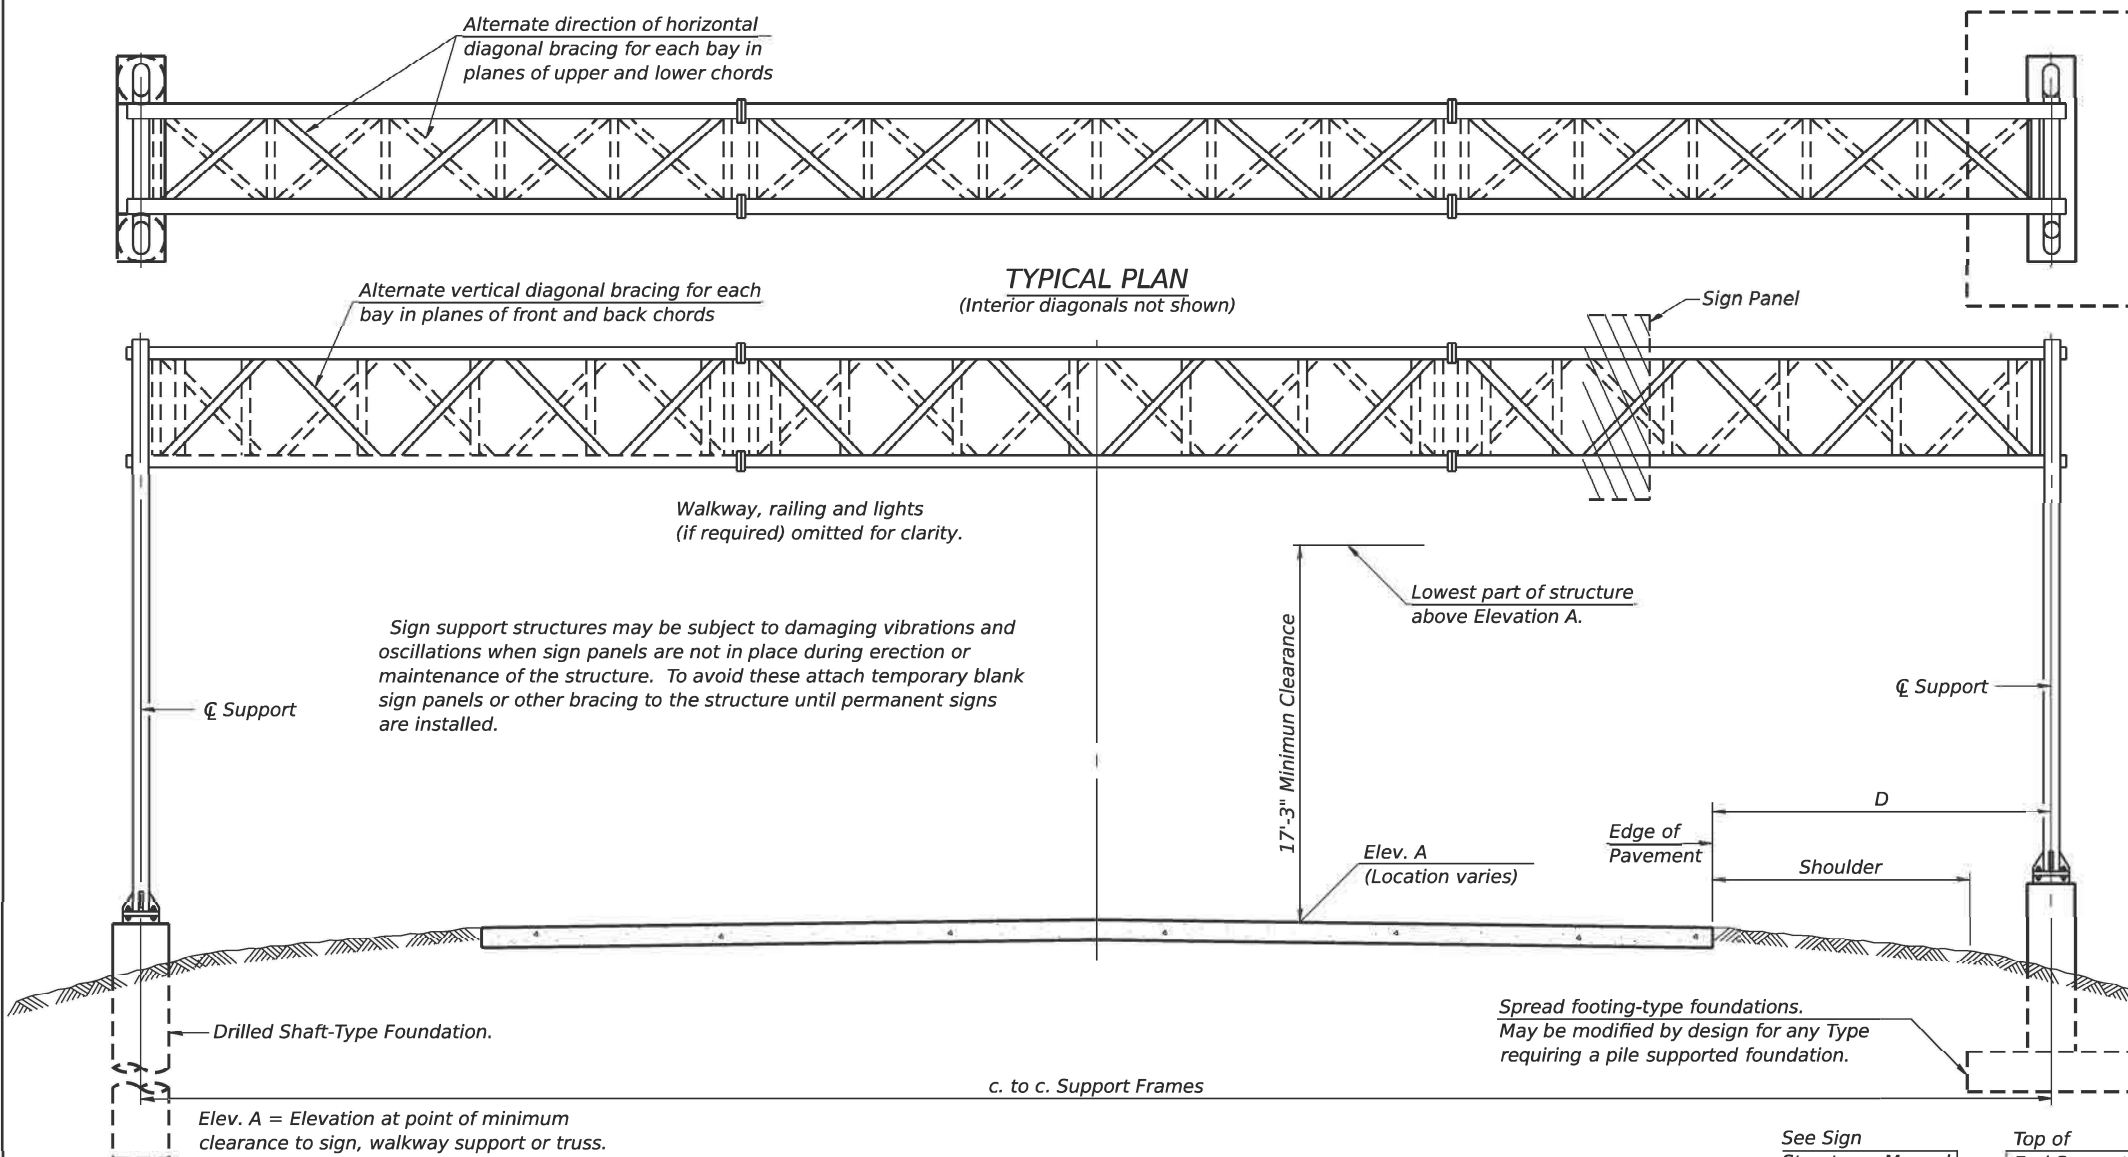 Alternate direction of horizontal
diagonal bracing for each bay in
planes of upper and lower chords
TYPICAL PLAN
(Interior diagonals not shown)
Alternate vertical diagonal bracing for each
bay in planes of front and back chords
Sign Panel
Walkway, railing and lights
(if required) omitted for clarity.
Lowest part of structure
above Elevation A.
Sign support structures may be subject to damaging vibrations and
oscillations when sign panels are not in place during erection or
maintenance of the structure. To avoid these attach temporary blank
sign panels or other bracing to the structure until permanent signs
are installed.
17'-3" Minimun Clearance
℄ Support
℄ Support
D
Edge of
Pavement
Shoulder
Elev. A
(Location varies)
Drilled Shaft-Type Foundation.
Spread footing-type foundations.
May be modified by design for any Type
requiring a pile supported foundation.
c. to c. Support Frames
Elev. A = Elevation at point of minimum
clearance to sign, walkway support or truss.
See Sign
Top of